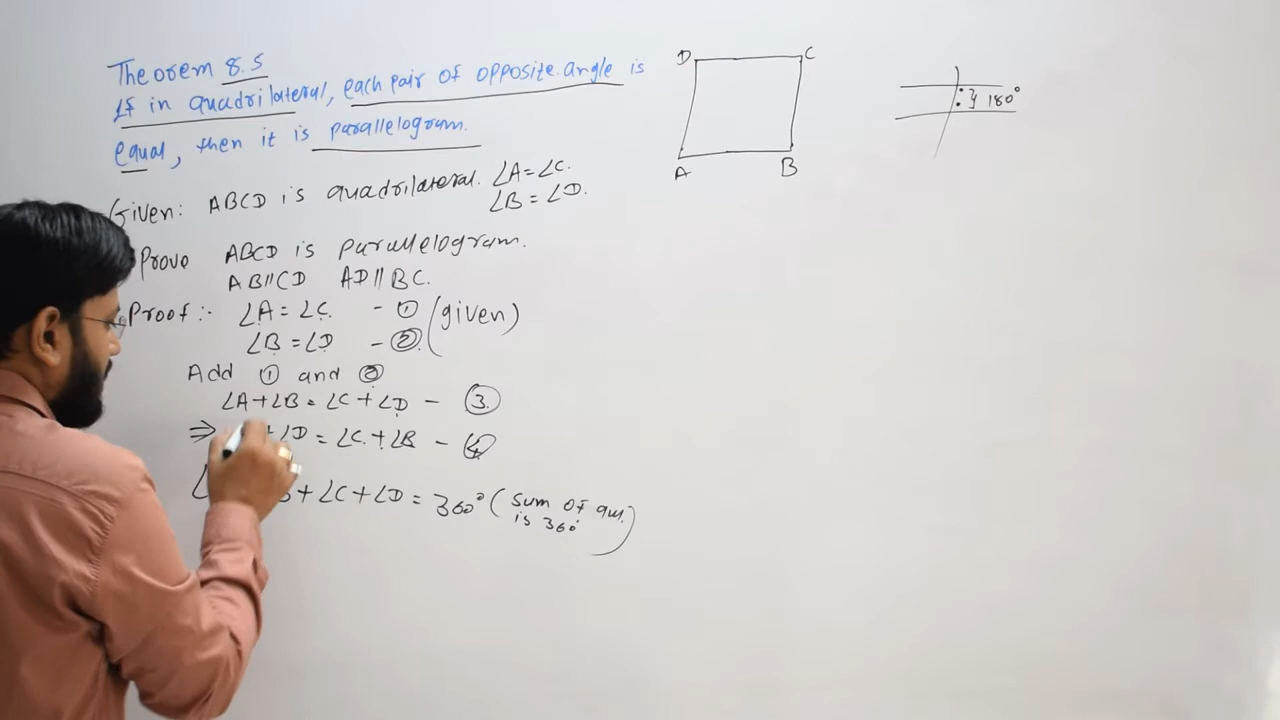 Theorem 8.5
If in quadrilateral, each pair of opposite angle is
equal, then it is parallelogram.
Given: ABCD is quadrilateral. ∠A=∠C.
∠B=∠D.
Prove ABCD is parallelogram.
AB∥CD AD∥BC.
Proof :- ∠A=∠C. - ① (given)
∠B=∠D - ②
Add ① and ②
∠A+∠B=∠C+∠D - ③
⇒ +∠D=∠C+∠B - ④
+∠C+∠D=360° (sum of qu.
is 360°)
D C
A B
} 180°